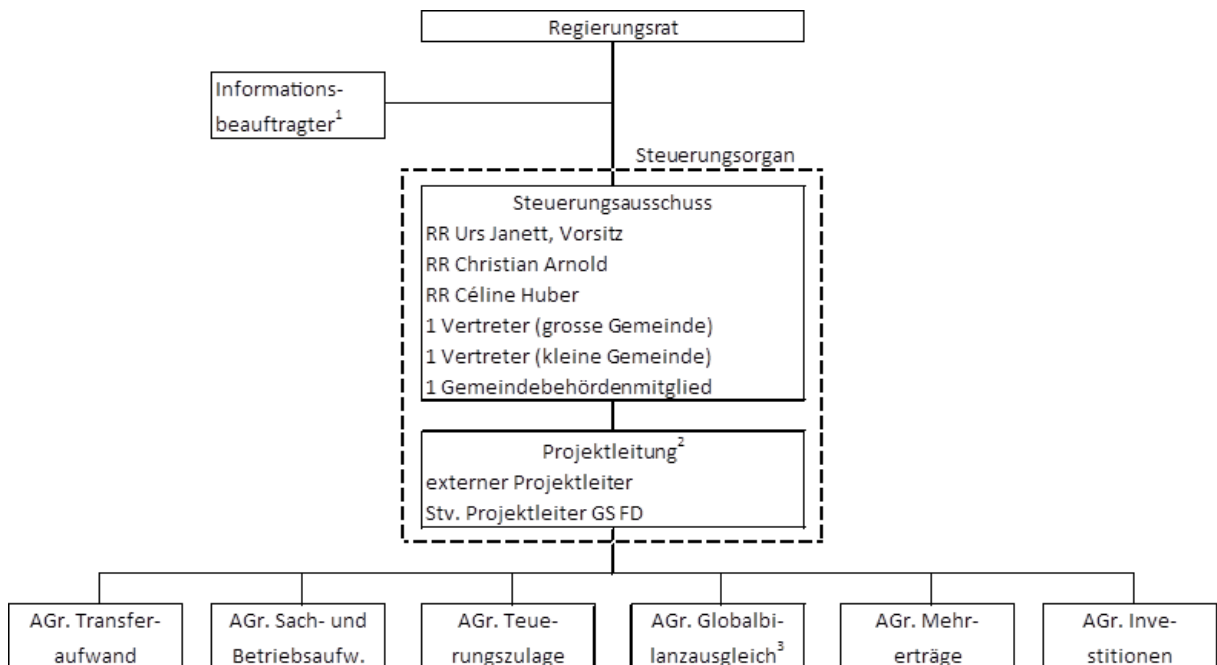 Regierungsrat
Informations-
beauftragter¹
Steuerungsorgan
Steuerungsausschuss
RR Urs Janett, Vorsitz
RR Christian Arnold
RR Céline Huber
1 Vertreter (grosse Gemeinde)
1 Vertreter (kleine Gemeinde)
1 Gemeindebehördenmitglied
Projektleitung²
externer Projektleiter
Stv. Projektleiter GS FD
AGr. Transfer-
aufwand
AGr. Sach- und
Betriebsaufw.
AGr. Teue-
rungszulage
AGr. Globalbi-
lanzausgleich³
AGr. Mehr-
erträge
AGr. Inve-
stitionen